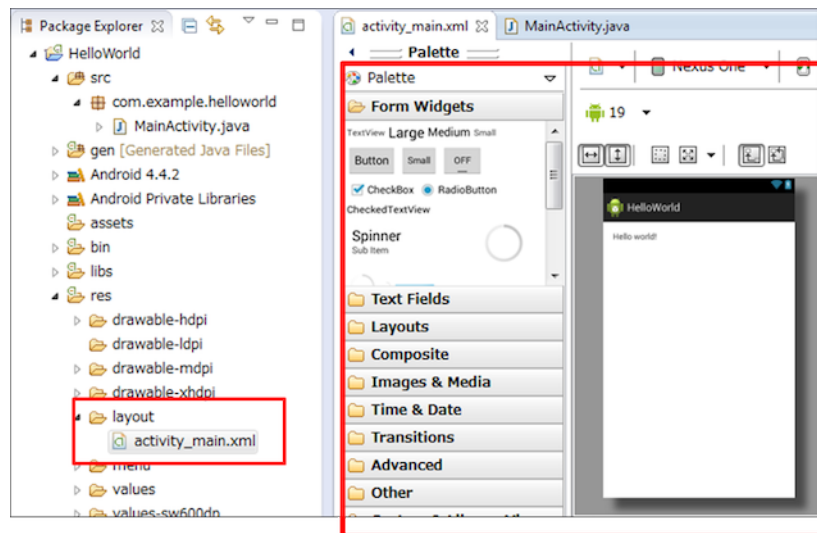 Package Explorer
HelloWorld
src
com.example.helloworld
MainActivity.java
gen [Generated Java Files]
Android 4.4.2
Android Private Libraries
assets
bin
libs
res
drawable-hdpi
drawable-ldpi
drawable-mdpi
drawable-xhdpi
layout
activity_main.xml
menu
values
values-sw600dp
activity_main.xml
MainActivity.java
Palette
Palette
Form Widgets
TextView Large Medium Small
Button Small OFF
CheckBox RadioButton
CheckedTextView
Spinner
Sub Item
Text Fields
Layouts
Composite
Images & Media
Time & Date
Transitions
Advanced
Other
Nexus One
19
HelloWorld
Hello world!